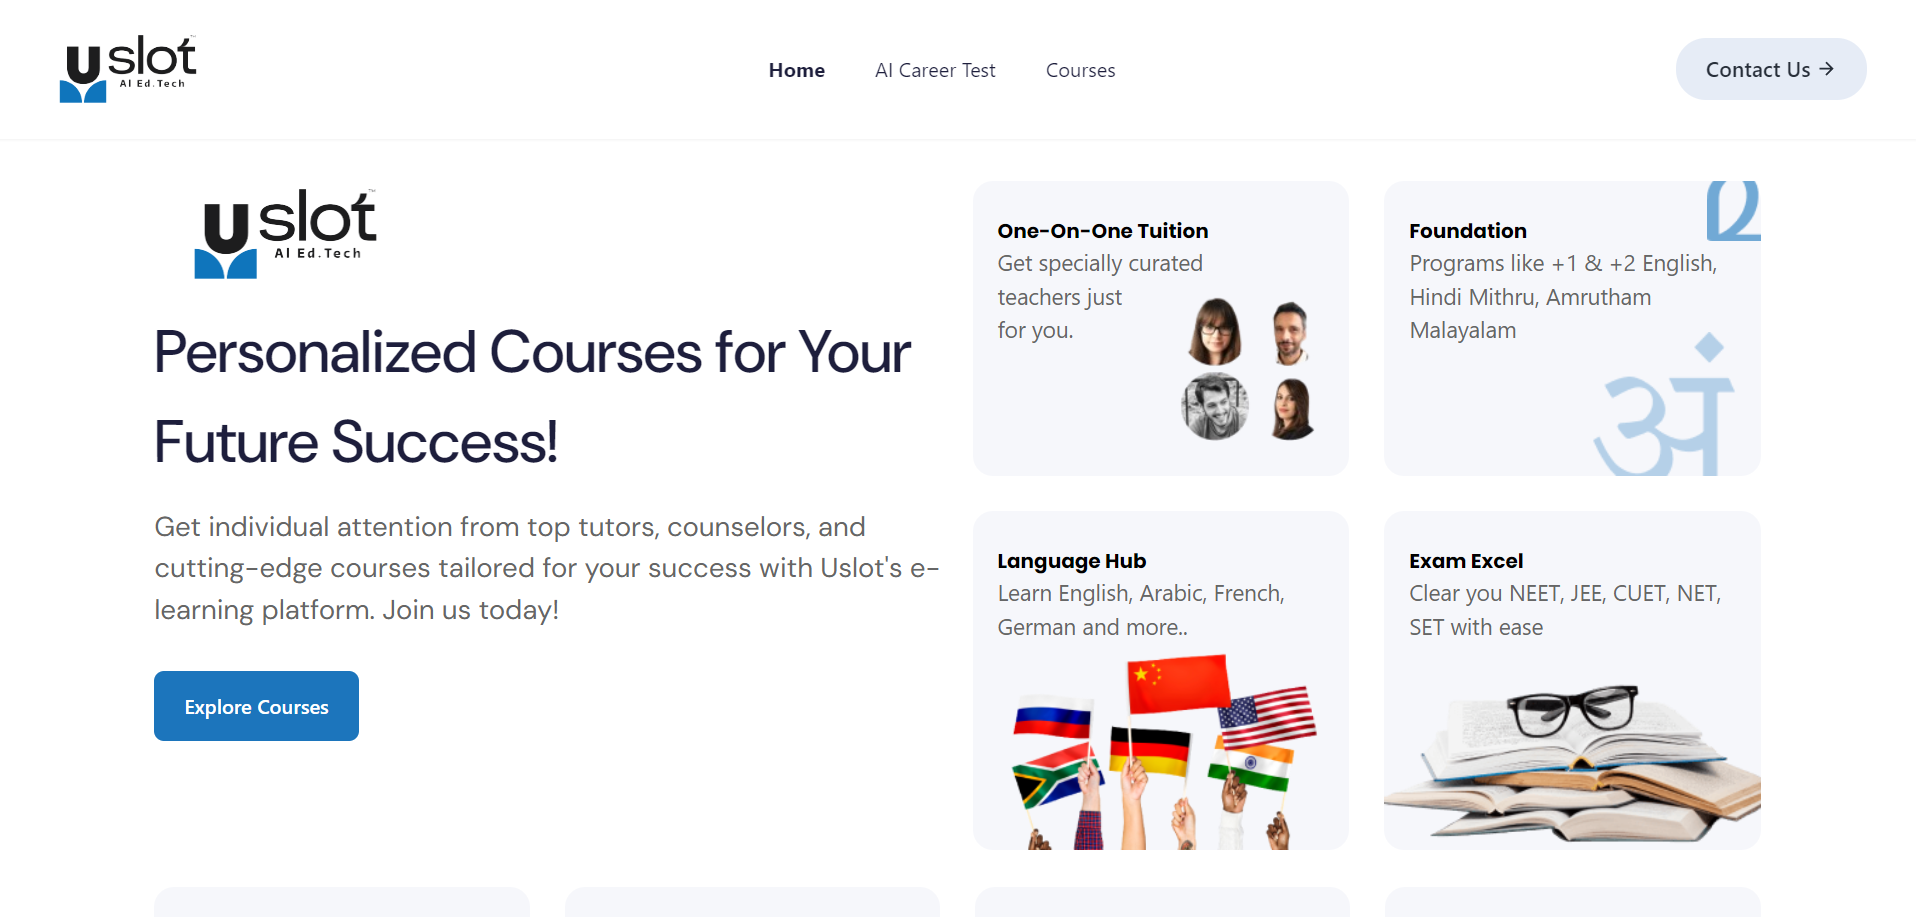 Uslot™
AI Ed.Tech
Home
AI Career Test
Courses
Contact Us →
Uslot™
AI Ed.Tech
Personalized Courses for Your
Future Success!
Get individual attention from top tutors, counselors, and
cutting-edge courses tailored for your success with Uslot's e-
learning platform. Join us today!
Explore Courses
One-On-One Tuition
Get specially curated
teachers just
for you.
Foundation
Programs like +1 & +2 English,
Hindi Mithru, Amrutham
Malayalam
अं
Language Hub
Learn English, Arabic, French,
German and more..
Exam Excel
Clear you NEET, JEE, CUET, NET,
SET with ease